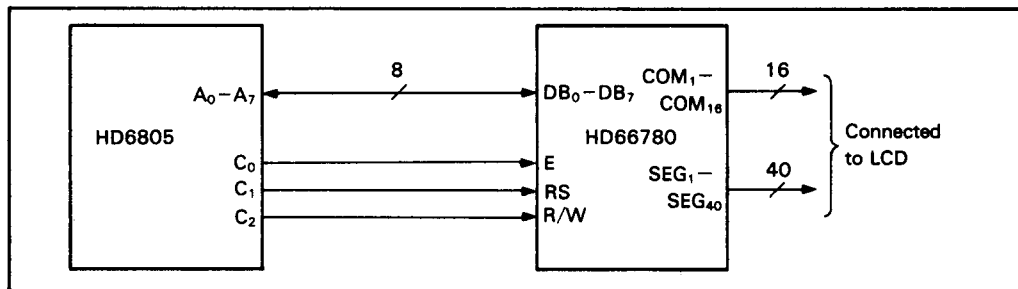 HD6805
A₀–A₇
C₀
C₁
C₂
8
DB₀–DB₇
HD66780
E
RS
R/W
COM₁–
COM₁₆
SEG₁–
SEG₄₀
16
40
Connected
to LCD